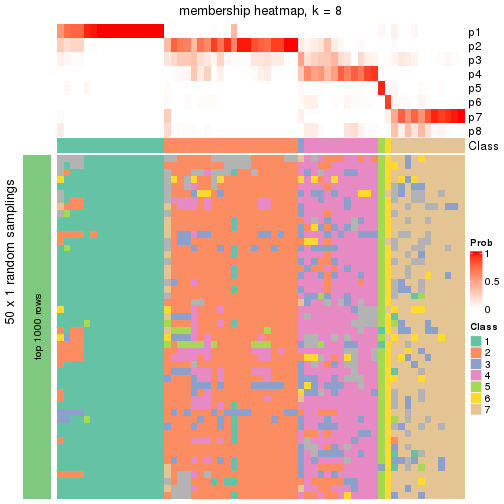 membership heatmap, k = 8
p1
p2
p3
p4
p5
p6
p7
p8
Class
50 x 1 random samplings
top 1000 rows
Prob
1
0.5
0
Class
1
2
3
4
5
6
7